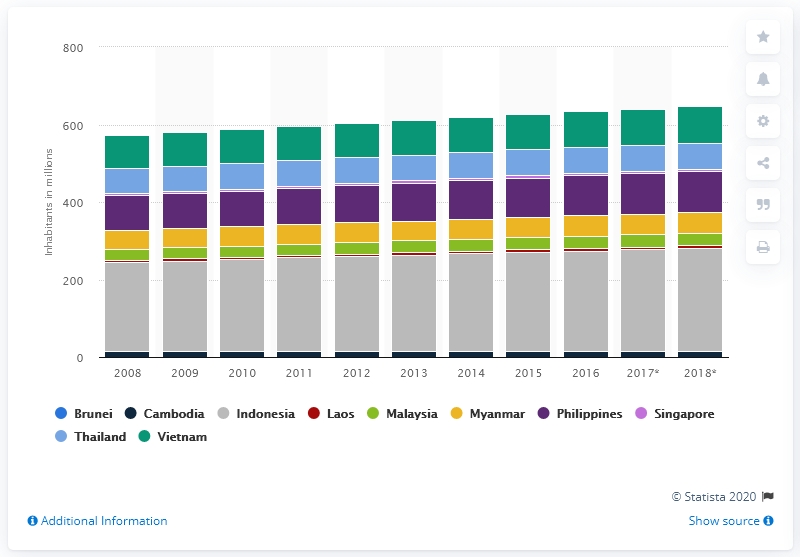 800
600
400
200
0
Inhabitants in millions
2008 2009 2010 2011 2012 2013 2014 2015 2016 2017* 2018*
Brunei Cambodia Indonesia Laos Malaysia Myanmar Philippines Singapore
Thailand Vietnam
© Statista 2020
Additional Information Show source